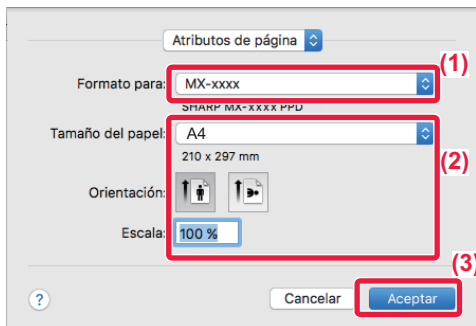 Atributos de página
(1)
Formato para: MX-xxxx
SHARP MX-xxxx PPD
Tamaño del papel: A4
210 x 297 mm
(2)
Orientación:
Escala: 100 %
(3)
? Cancelar Aceptar